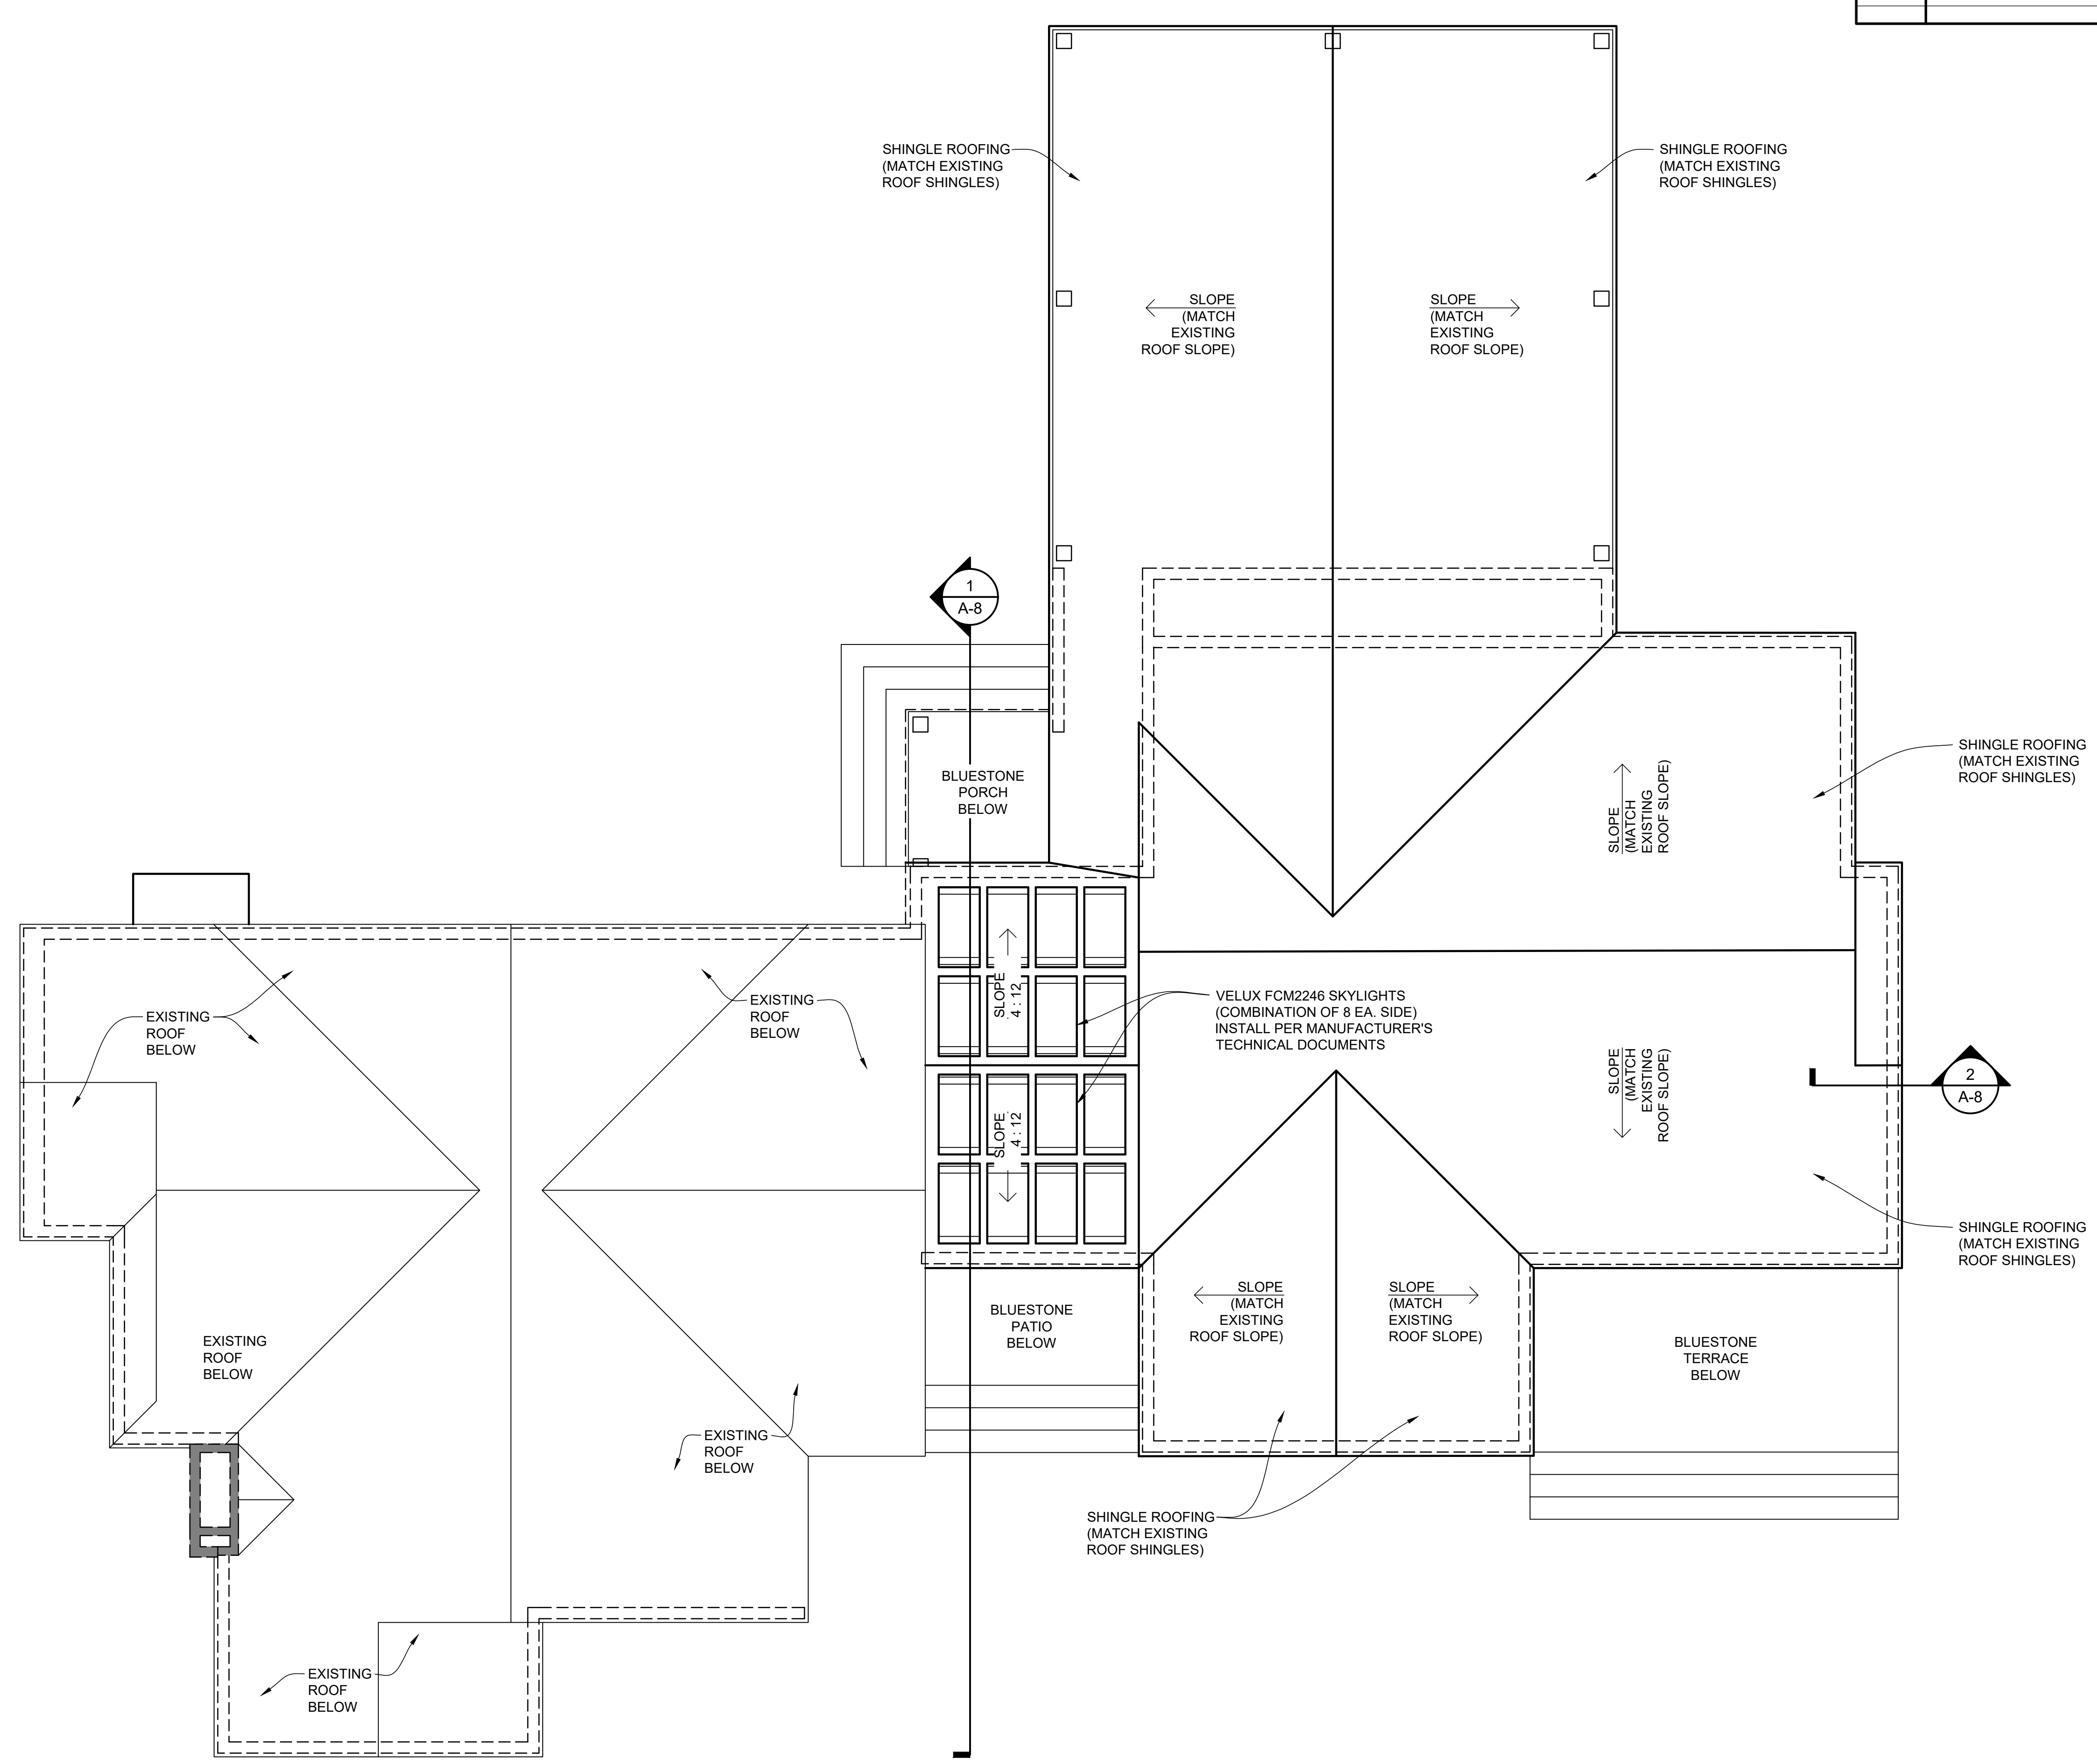 SHINGLE ROOFING
(MATCH EXISTING
ROOF SHINGLES)
SHINGLE ROOFING
(MATCH EXISTING
ROOF SHINGLES)
SLOPE
(MATCH
EXISTING
ROOF SLOPE)
SLOPE
(MATCH
EXISTING
ROOF SLOPE)
1
A-8
BLUESTONE
PORCH
BELOW
SLOPE
(MATCH
EXISTING
ROOF SLOPE)
SHINGLE ROOFING
(MATCH EXISTING
ROOF SHINGLES)
EXISTING
ROOF
BELOW
EXISTING
ROOF
BELOW
SLOPE
4 : 12
VELUX FCM2246 SKYLIGHTS
(COMBINATION OF 8 EA. SIDE)
INSTALL PER MANUFACTURER'S
TECHNICAL DOCUMENTS
SLOPE
4 : 12
SLOPE
(MATCH
EXISTING
ROOF SLOPE)
2
A-8
SHINGLE ROOFING
(MATCH EXISTING
ROOF SHINGLES)
EXISTING
ROOF
BELOW
BLUESTONE
PATIO
BELOW
SLOPE
(MATCH
EXISTING
ROOF SLOPE)
SLOPE
(MATCH
EXISTING
ROOF SLOPE)
BLUESTONE
TERRACE
BELOW
EXISTING
ROOF
BELOW
SHINGLE ROOFING
(MATCH EXISTING
ROOF SHINGLES)
EXISTING
ROOF
BELOW